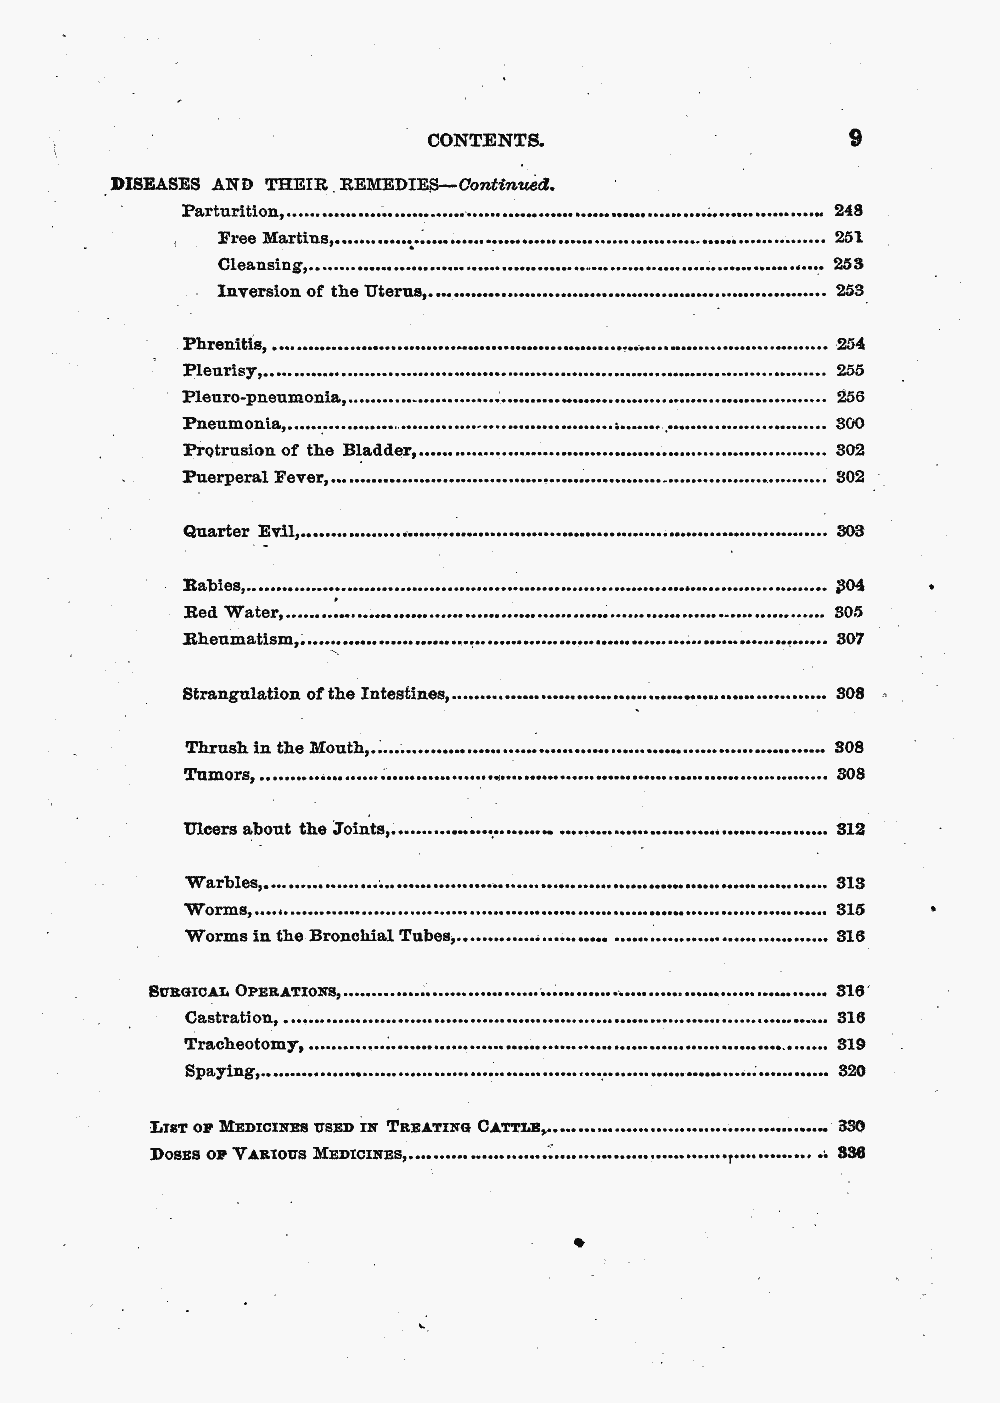 CONTENTS. 9
DISEASES AND THEIR REMEDIES—Continued.
Parturition,........................................ 248
Free Martins,........................................ 251
Cleansing,........................................ 253
Inversion of the Uterus,........................................ 253
Phrenitis, ........................................ 254
Pleurisy,........................................ 255
Pleuro-pneumonia,........................................ 256
Pneumonia,........................................ 300
Protrusion of the Bladder,........................................ 302
Puerperal Fever,........................................ 302
Quarter Evil,........................................ 303
Rabies,........................................ 304
Red Water,........................................ 305
Rheumatism,........................................ 307
Strangulation of the Intestines,........................................ 308
Thrush in the Mouth,........................................ 308
Tumors, ........................................ 308
Ulcers about the Joints,........................................ 312
Warbles,........................................ 313
Worms,........................................ 315
Worms in the Bronchial Tubes,........................................ 316
SURGICAL OPERATIONS,........................................ 316
Castration, ........................................ 316
Tracheotomy, ........................................ 319
Spaying,........................................ 320
LIST OF MEDICINES USED IN TREATING CATTLE,........................................ 330
DOSES OF VARIOUS MEDICINES,........................................ 336